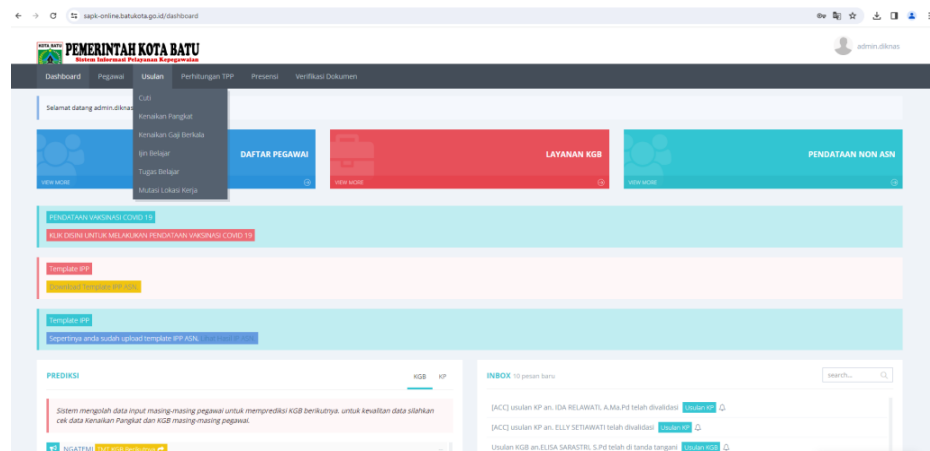 sapk-online.batukota.go.id/dashboard
KOTA BATU
PEMERINTAH KOTA BATU
Sistem Informasi Pelayanan Kepegawaian
admin.diknas
Dashboard Pegawai Usulan Perhitungan TPP Presensi Verifikasi Dokumen
Cuti
Kenaikan Pangkat
Kenaikan Gaji Berkala
Ijin Belajar
Tugas Belajar
Mutasi Lokasi Kerja
Selamat datang admin.diknas
DAFTAR PEGAWAI
VIEW MORE
LAYANAN KGB
VIEW MORE
PENDATAAN NON ASN
VIEW MORE
PENDATAAN VAKSINASI COVID 19
KLIK DISINI UNTUK MELAKUKAN PENDATAAN VAKSINASI COVID 19
Template IPP
Download Template IPP ASN.
Template IPP
Sepertinya anda sudah upload template IPP ASN.
PREDIKSI
KGB KP
Sistem mengolah data input masing-masing pegawai untuk memprediksi KGB berikutnya. untuk kevalitan data silahkan
cek data Kenaikan Pangkat dan KGB masing-masing pegawai.
NGATEMI
INBOX 10 pesan baru
search...
[ACC] usulan KP an. IDA RELAWATI, A.Ma.Pd telah divalidasi Usulan KP
[ACC] usulan KP an. ELLY SETIAWATI telah divalidasi Usulan KP
Usulan KGB an.ELISA SARASTRI, S.Pd telah di tanda tangani Usulan KGB